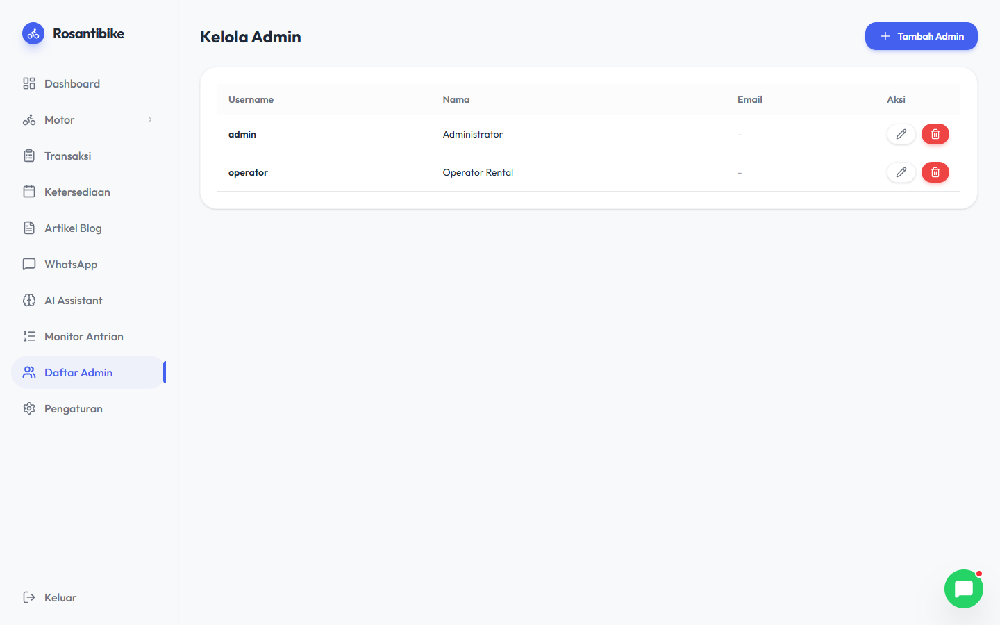 Rosantibike
Dashboard
Motor
Transaksi
Ketersediaan
Artikel Blog
WhatsApp
AI Assistant
Monitor Antrian
Daftar Admin
Pengaturan
Keluar
Kelola Admin
Tambah Admin
Username Nama Email Aksi
admin Administrator -
operator Operator Rental -